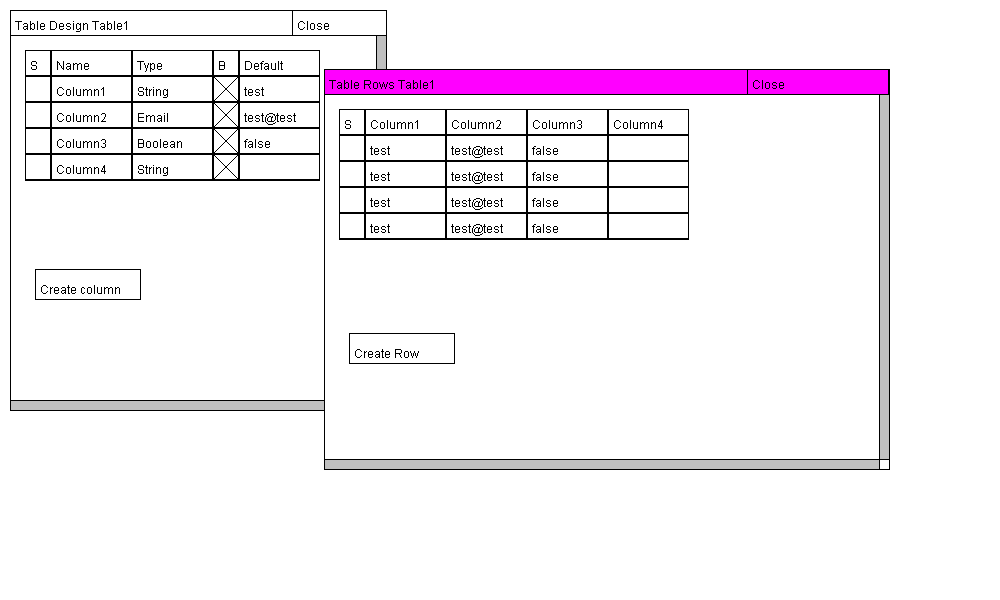 Table Design Table1 Close
S Name Type B Default
Column1 String test
Column2 Email test@test
Column3 Boolean false
Column4 String
Create column
Table Rows Table1 Close
S Column1 Column2 Column3 Column4
test test@test false
test test@test false
test test@test false
test test@test false
Create Row